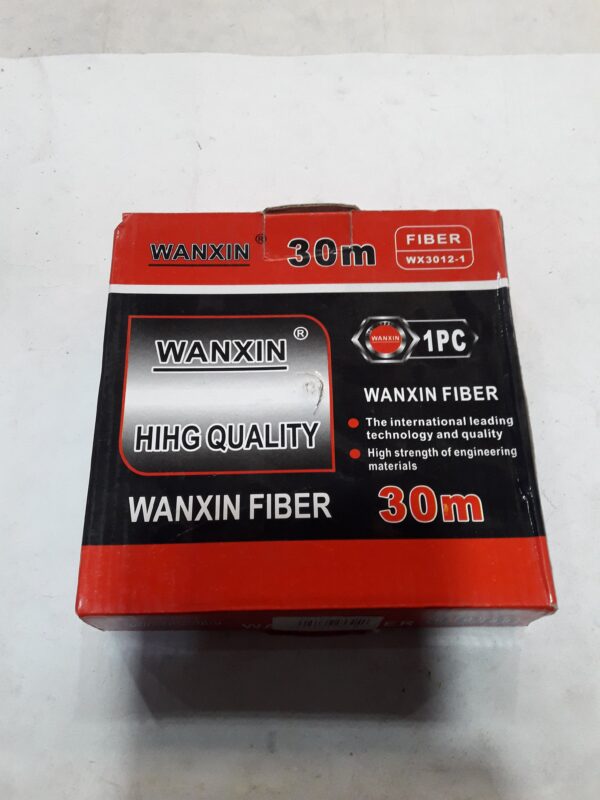 WANXIN® 30m
FIBER
WX3012-1
WANXIN®
HIHG QUALITY
WANXIN FIBER
WANXIN
1PC
WANXIN FIBER
The international leading
technology and quality
High strength of engineering
materials
30m